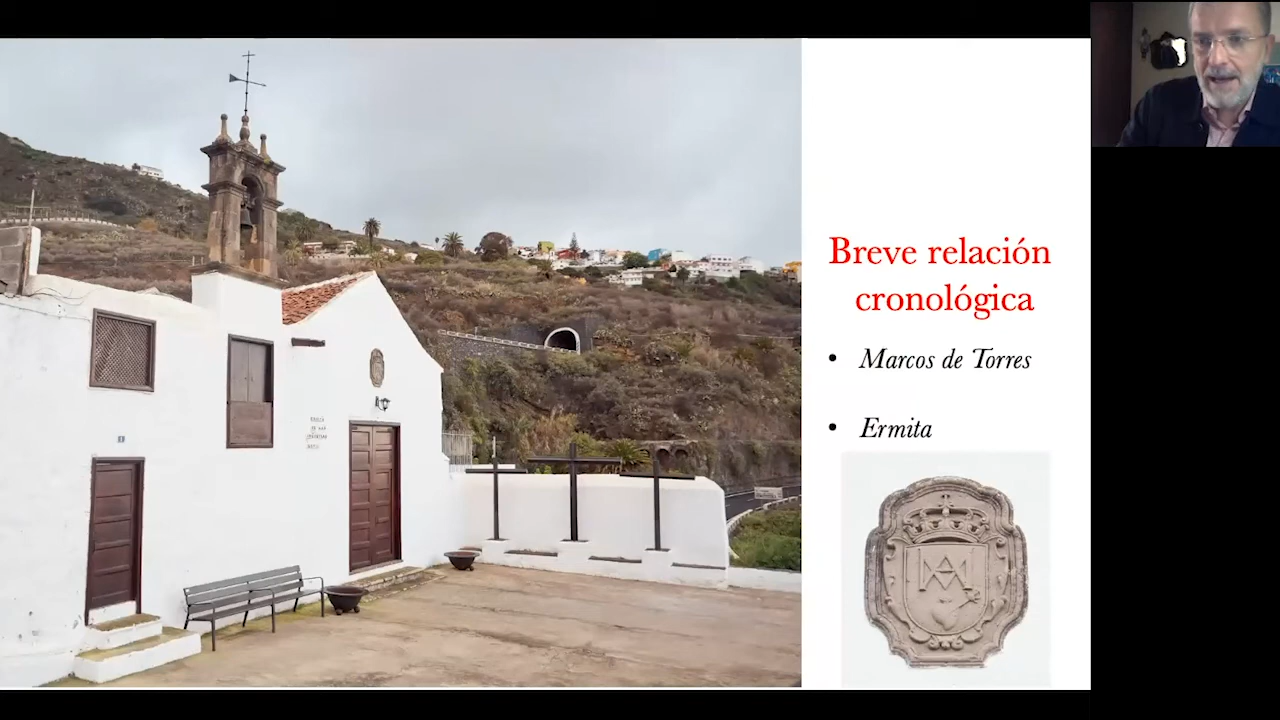 Breve relación
cronológica
• Marcos de Torres
• Ermita